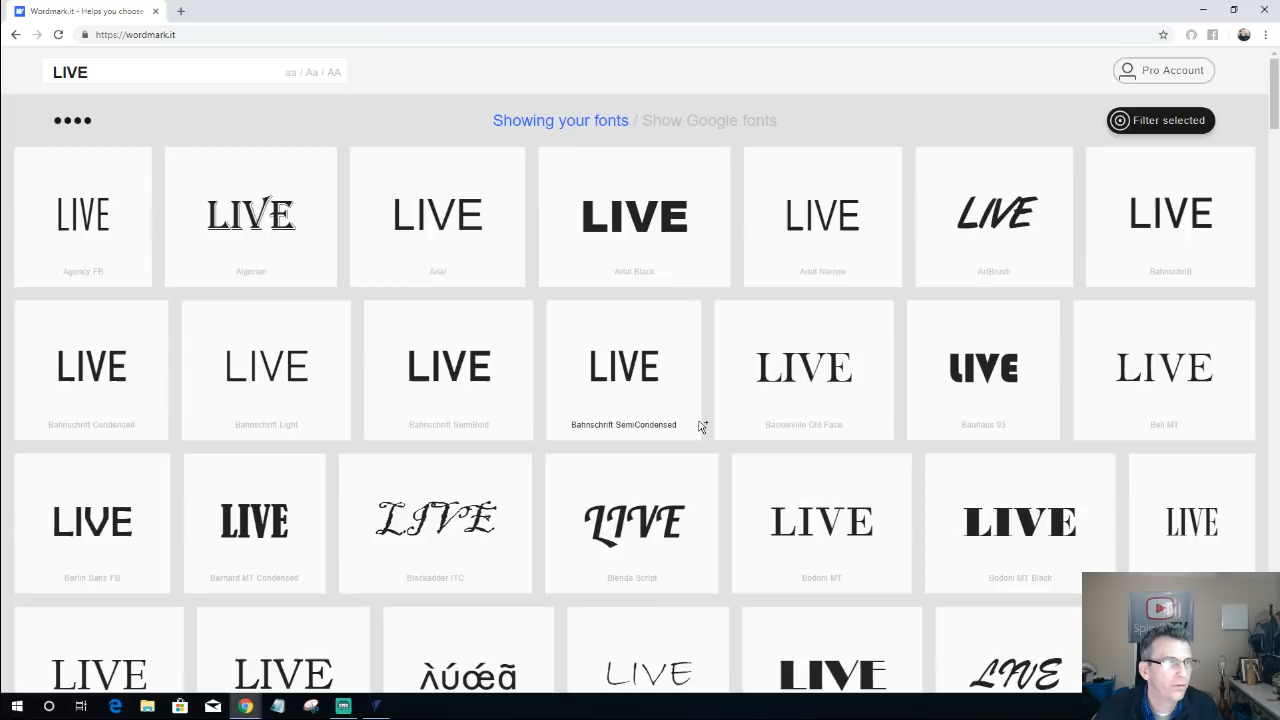 Wordmark.it - Helps you choose
https://wordmark.it
LIVE
aa / Aa / AA
Pro Account
Showing your fonts / Show Google fonts
Filter selected
LIVE LIVE LIVE LIVE LIVE LIVE LIVE
Agency FB Algerian Arial Arial Black Arial Narrow ArtBrush Bahnschrift
LIVE LIVE LIVE LIVE LIVE LIVE LIVE
Bahnschrift Condensed Bahnschrift Light Bahnschrift SemiBold Bahnschrift SemiCondensed Baskerville Old Face Bauhaus 93 Bell MT
LIVE LIVE LIVE LIVE LIVE LIVE LIVE
Berlin Sans FB Bernard MT Condensed Blackadder ITC Blenda Script Bodoni MT Bodoni MT Black
LIVE LIVE λúœã LIVE LIVE LIVE